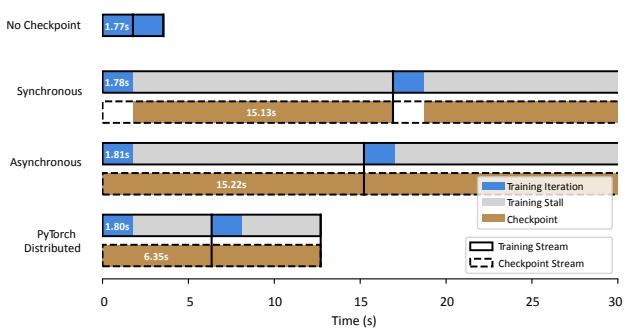 No Checkpoint
1.77s
Synchronous
1.78s
15.13s
Asynchronous
1.81s
15.22s
Training Iteration
Training Stall
Checkpoint
PyTorch
Distributed
1.80s
6.35s
Training Stream
Checkpoint Stream
0 5 10 15 20 25 30
Time (s)